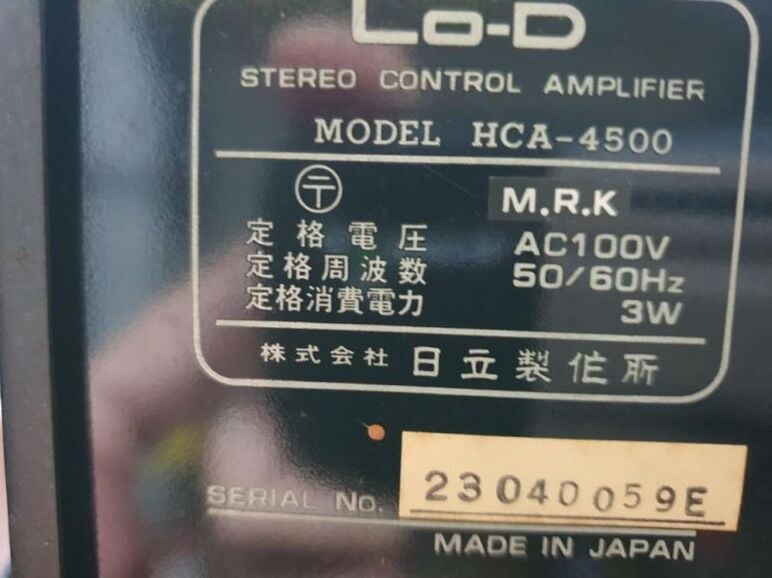 Lo-D
STEREO CONTROL AMPLIFIER
MODEL HCA-4500
〒 M.R.K
定格電圧 AC100V
定格周波数 50/60Hz
定格消費電力 3W
株式会社 日立製作所
SERIAL No. 23040059E
MADE IN JAPAN